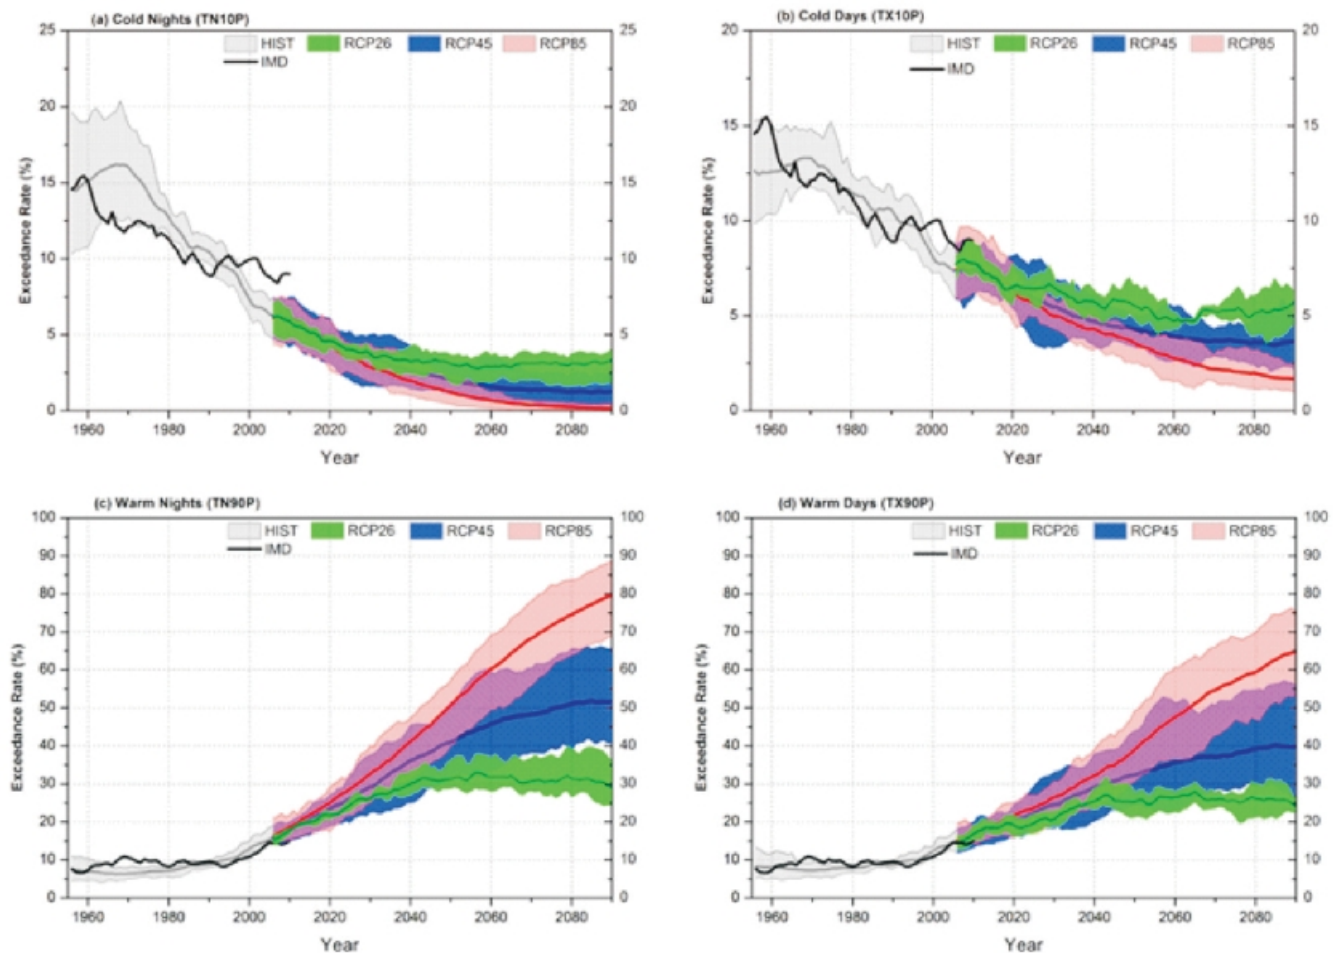 (a) Cold Nights (TN10P)
25
20
15
10
5
0
25
20
15
10
5
0
HIST RCP26 RCP45 RCP85
IMD
Exceedance Rate (%)
1960 1980 2000 2020 2040 2060 2080
Year
(b) Cold Days (TX10P)
20
15
10
5
0
20
15
10
5
0
HIST RCP26 RCP45 RCP85
IMD
Exceedance Rate (%)
1960 1980 2000 2020 2040 2060 2080
Year
(c) Warm Nights (TN90P)
100
90
80
70
60
50
40
30
20
10
0
100
90
80
70
60
50
40
30
20
10
0
HIST RCP26 RCP45 RCP85
IMD
Exceedance Rate (%)
1960 1980 2000 2020 2040 2060 2080
Year
(d) Warm Days (TX90P)
100
90
80
70
60
50
40
30
20
10
0
100
90
80
70
60
50
40
30
20
10
0
HIST RCP26 RCP45 RCP85
IMD
Exceedance Rate (%)
1960 1980 2000 2020 2040 2060 2080
Year